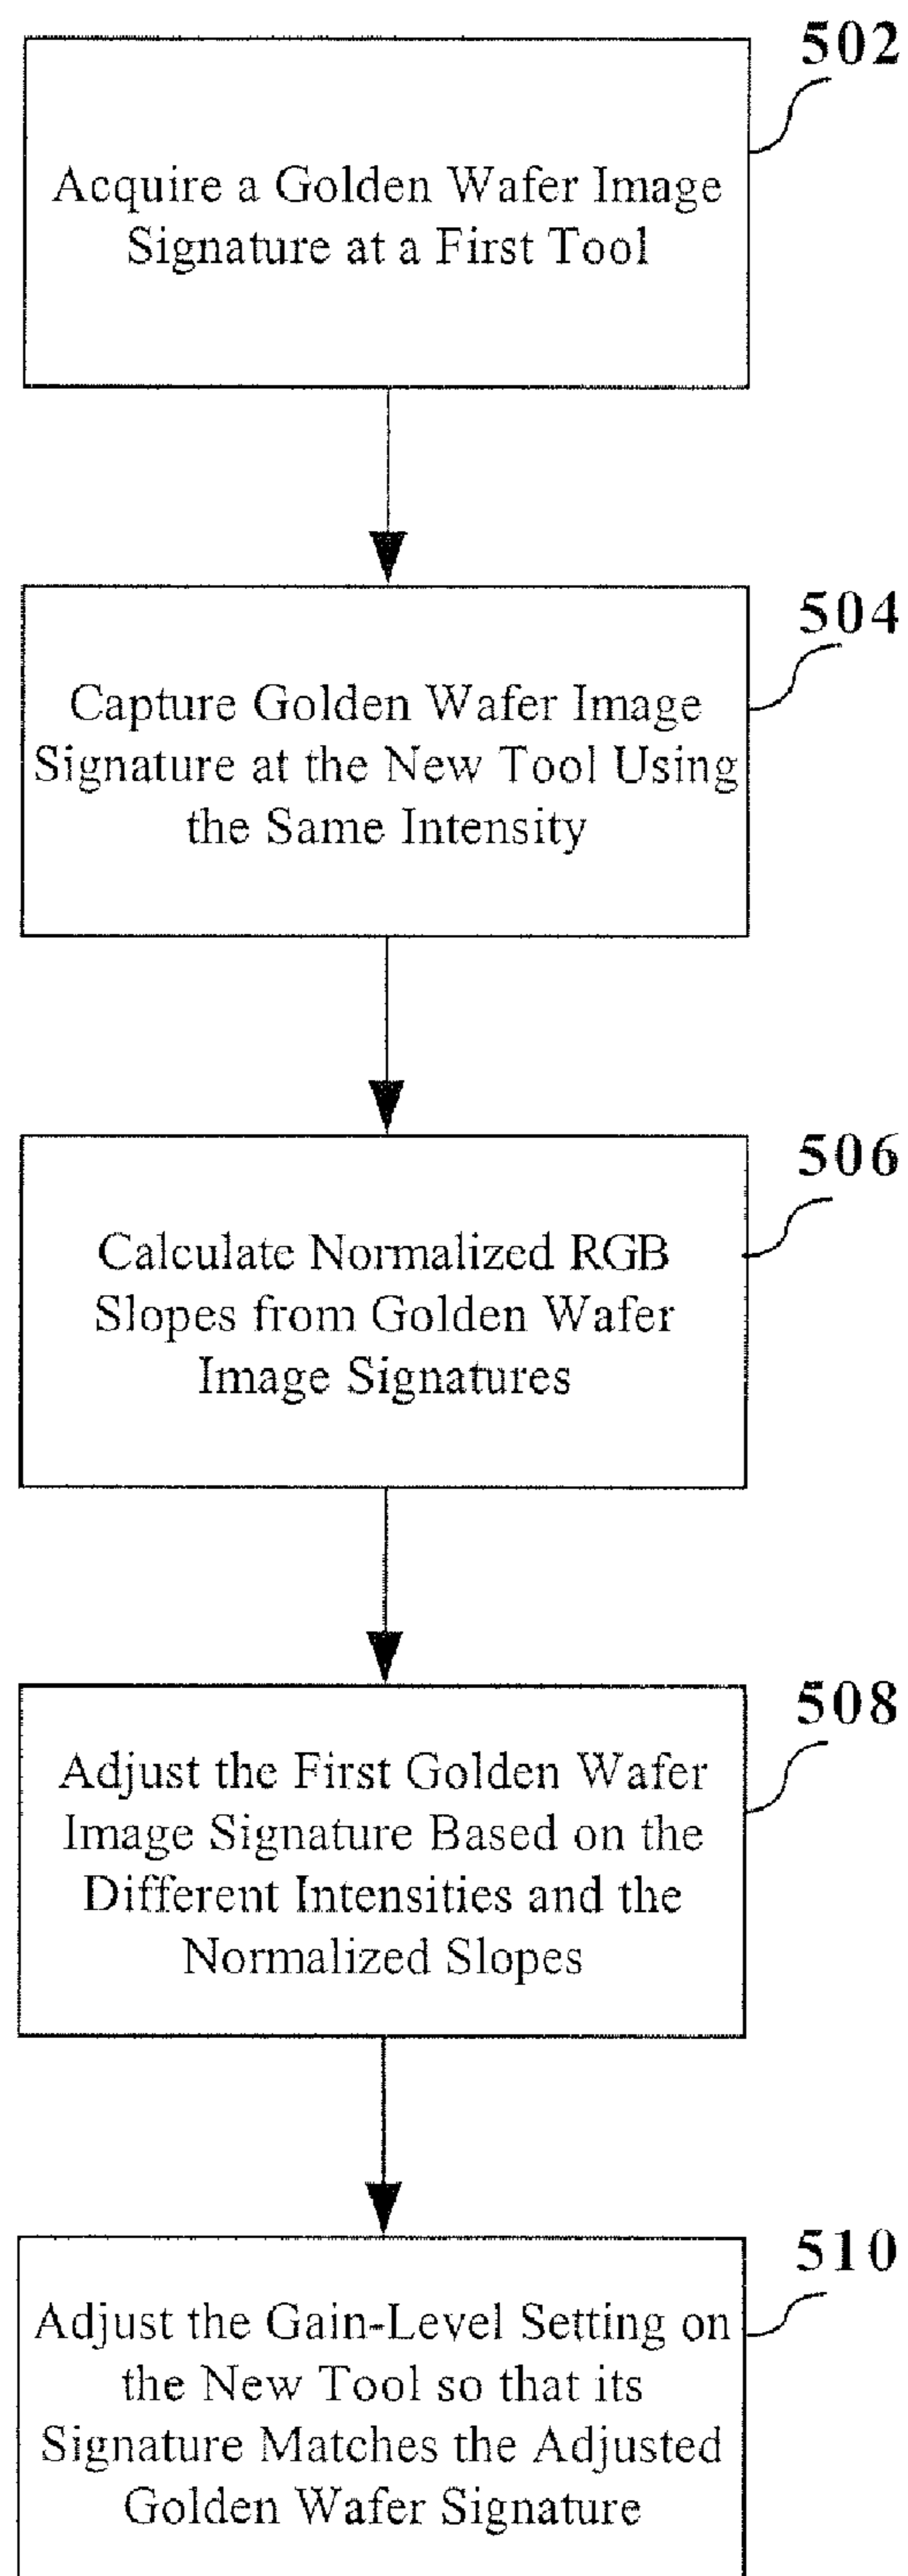 502
Acquire a Golden Wafer Image
Signature at a First Tool
504
Capture Golden Wafer Image
Signature at the New Tool Using
the Same Intensity
506
Calculate Normalized RGB
Slopes from Golden Wafer
Image Signatures
508
Adjust the First Golden Wafer
Image Signature Based on the
Different Intensities and the
Normalized Slopes
510
Adjust the Gain-Level Setting on
the New Tool so that its
Signature Matches the Adjusted
Golden Wafer Signature